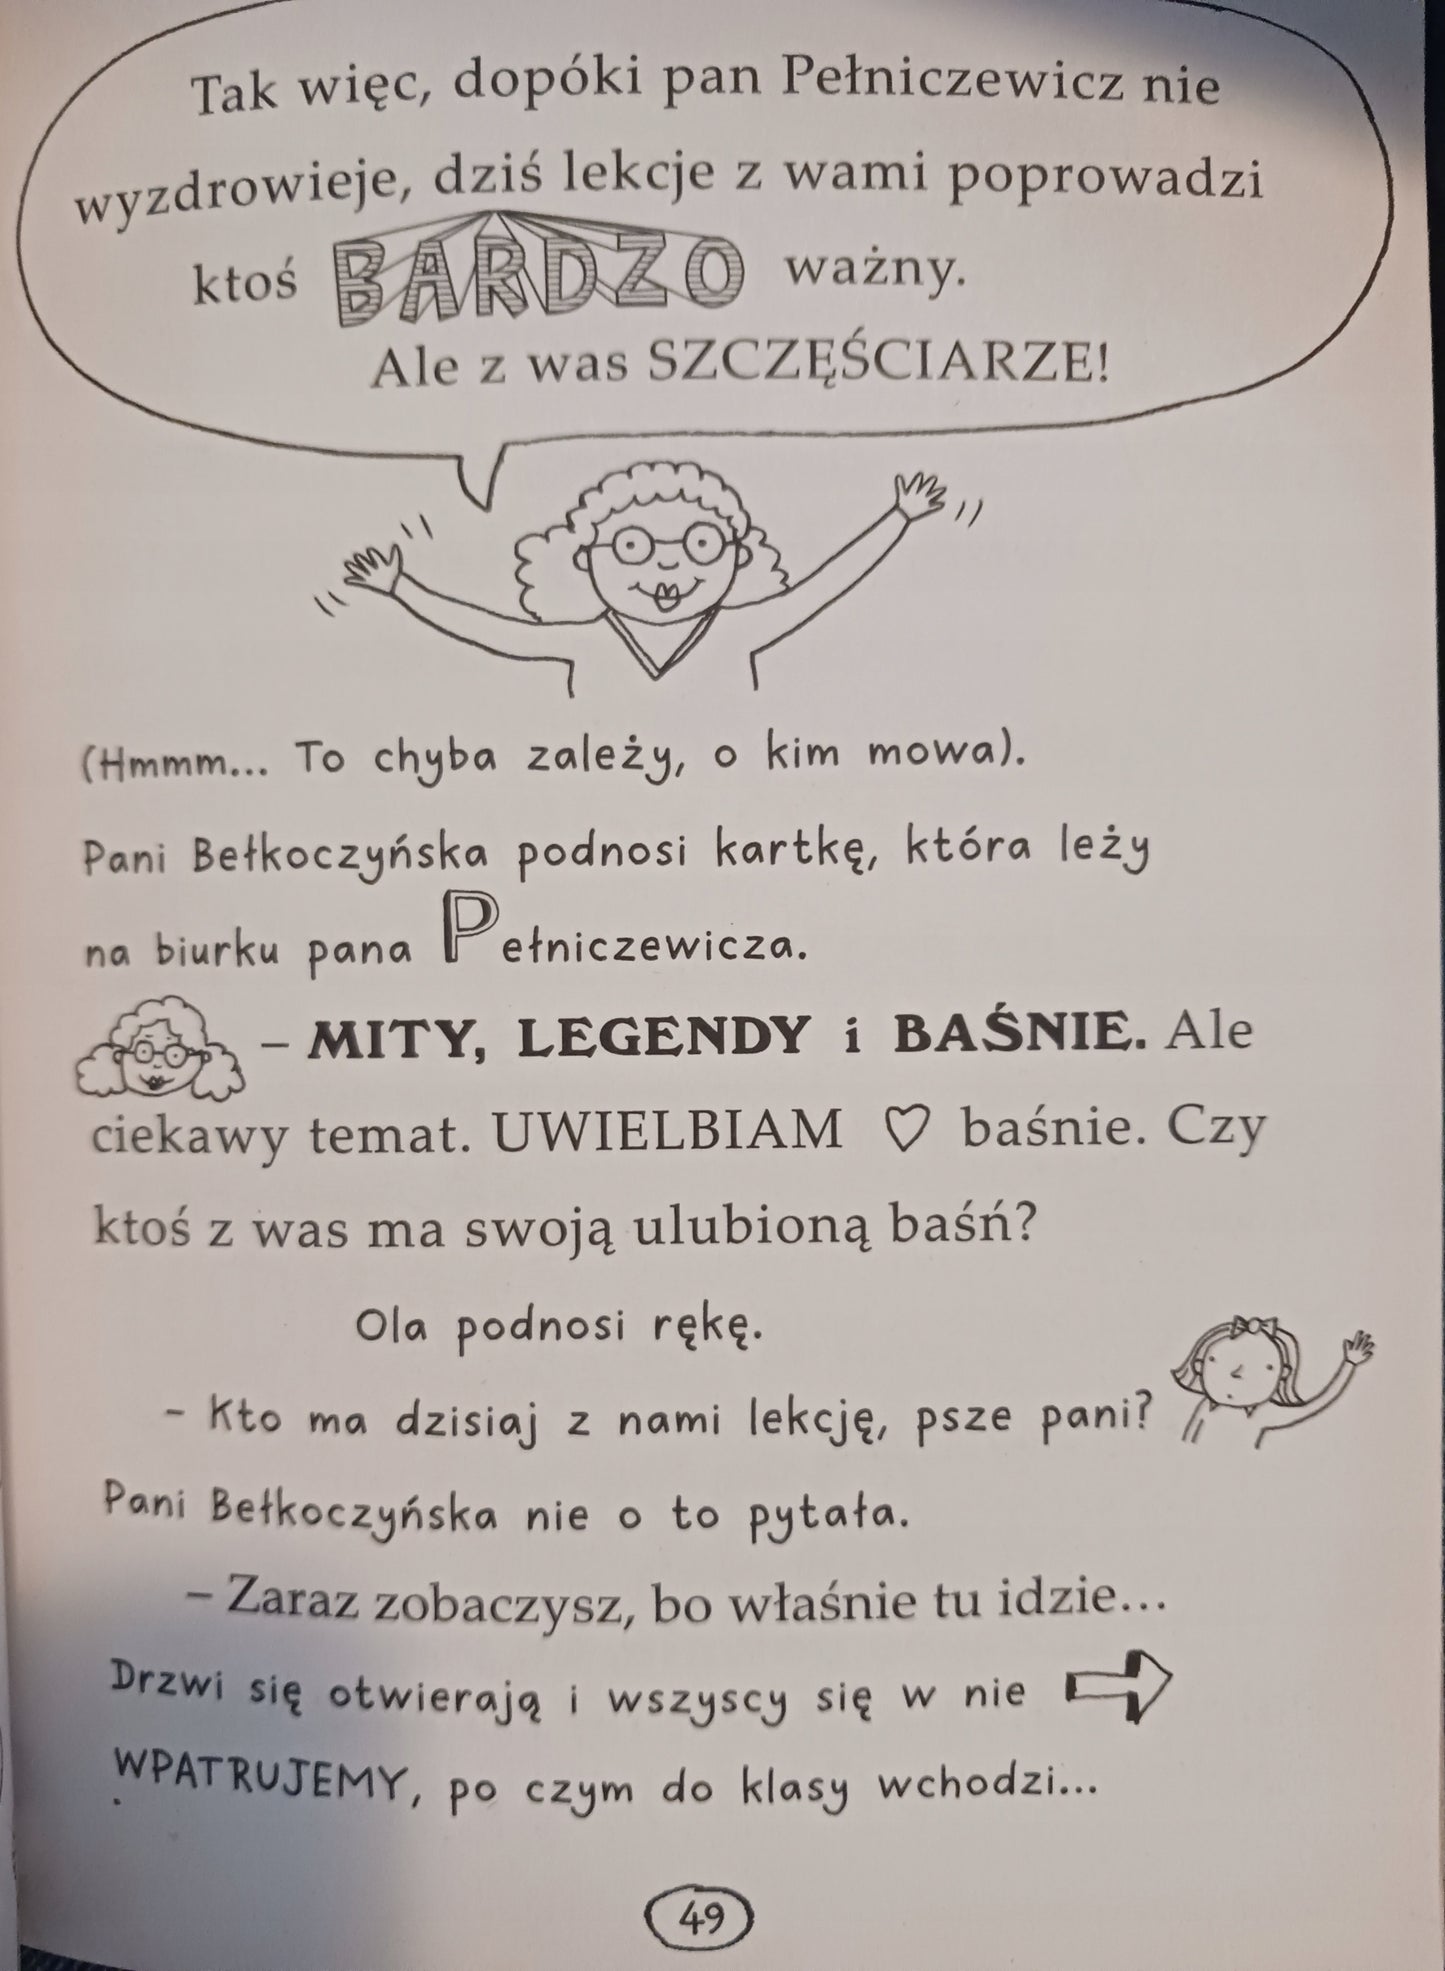 Tak więc, dopóki pan Pełniczewicz nie
wyzdrowieje, dziś lekcje z wami poprowadzi
ktoś BARDZO ważny.
Ale z was SZCZĘŚCIARZE!
(Hmmm... To chyba zależy, o kim mowa).
Pani Bełkoczyńska podnosi kartkę, która leży
na biurku pana Pełniczewicza.
– MITY, LEGENDY i BAŚNIE. Ale
ciekawy temat. UWIELBIAM ♡ baśnie. Czy
ktoś z was ma swoją ulubioną baśń?
Ola podnosi rękę.
- Kto ma dzisiaj z nami lekcję, psze pani?
Pani Bełkoczyńska nie o to pytała.
– Zaraz zobaczysz, bo właśnie tu idzie...
Drzwi się otwierają i wszyscy się w nie
WPATRUJEMY, po czym do klasy wchodzi...
49